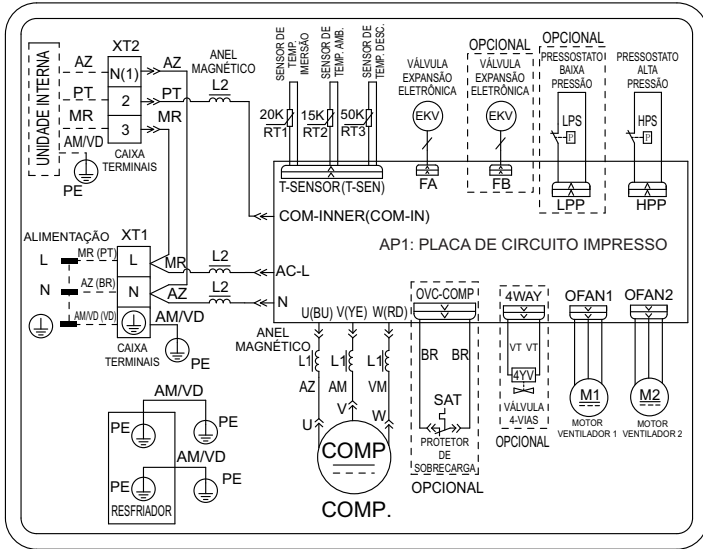 XT2
AZ
N(1)
AZ
PT
2
PT
MR
3
MR
AM/VD
UNIDADE INTERNA
PE
CAIXA
TERMINAIS
ANEL
MAGNÉTICO
L2
SENSOR DE
TEMP.
IMERSÃO
SENSOR DE
TEMP. AMB.
SENSOR DE
TEMP. DESC.
20K
RT1
15K
RT2
50K
RT3
VÁLVULA
EXPANSÃO
ELETRÔNICA
EKV
OPCIONAL
VÁLVULA
EXPANSÃO
ELETRÔNICA
EKV
OPCIONAL
PRESSOSTATO
BAIXA
PRESSÃO
LPS
P
PRESSOSTATO
ALTA
PRESSÃO
HPS
P
T-SENSOR(T-SEN)
FA
FB
LPP
HPP
COM-INNER(COM-IN)
AP1: PLACA DE CIRCUITO IMPRESSO
ALIMENTAÇÃO
XT1
L
MR (PT)
L
MR
L2
AC-L
N
AZ (BR)
N
AZ
L2
N
AM/VD (VD)
AM/VD
CAIXA
TERMINAIS
PE
ANEL
MAGNÉTICO
U(BU)
V(YE)
W(RD)
OVC-COMP
4WAY
OFAN1
OFAN2
L1
L1
L1
AZ
AM
VM
U
V
W
COMP
COMP.
BR
BR
SAT
PROTETOR
DE
SOBRECARGA
OPCIONAL
VT
VT
4YV
VÁLVULA
4-VIAS
OPCIONAL
M1
MOTOR
VENTILADOR 1
M2
MOTOR
VENTILADOR 2
AM/VD
PE
PE
AM/VD
PE
PE
RESFRIADOR